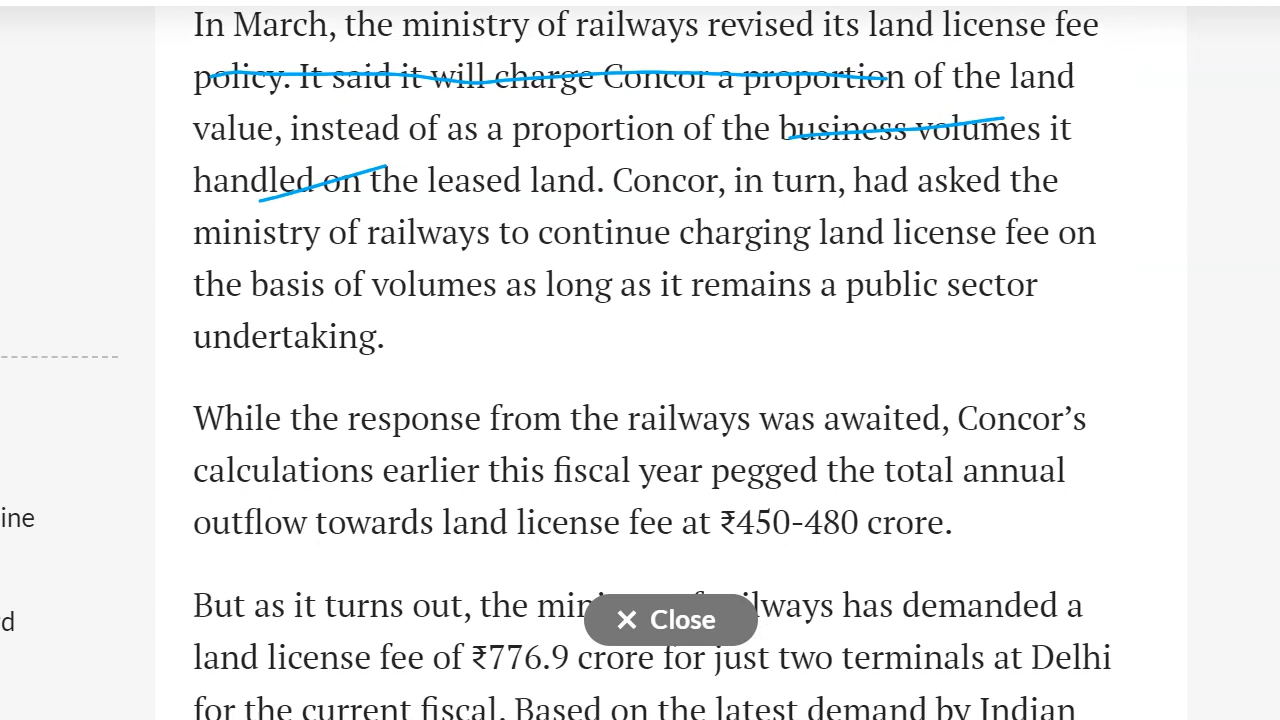 In March, the ministry of railways revised its land license fee
policy. It said it will charge Concor a proportion of the land
value, instead of as a proportion of the business volumes it
handled on the leased land. Concor, in turn, had asked the
ministry of railways to continue charging land license fee on
the basis of volumes as long as it remains a public sector
undertaking.
While the response from the railways was awaited, Concor’s
calculations earlier this fiscal year pegged the total annual
outflow towards land license fee at ₹450-480 crore.
ine
But as it turns out, the ministry of railways has demanded a
Close
rd
land license fee of ₹776.9 crore for just two terminals at Delhi
for the current fiscal. Based on the latest demand by Indian